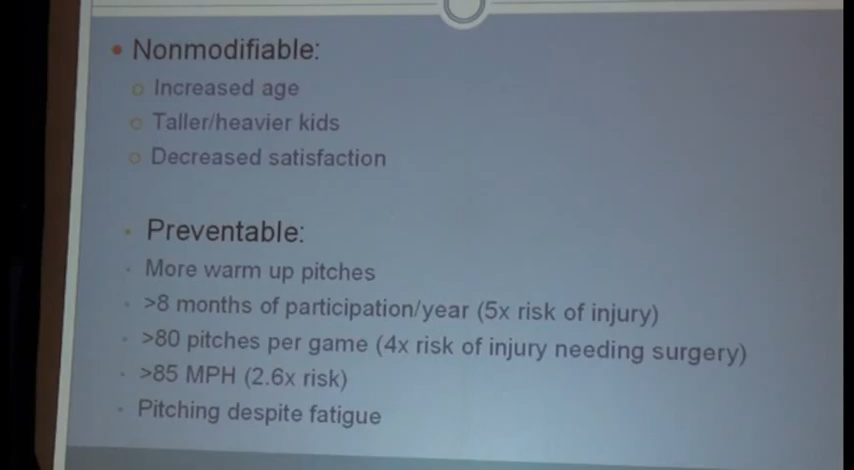 Nonmodifiable:
Increased age
Taller/heavier kids
Decreased satisfaction
Preventable:
More warm up pitches
>8 months of participation/year (5x risk of injury)
>80 pitches per game (4x risk of injury needing surgery)
>85 MPH (2.6x risk)
Pitching despite fatigue